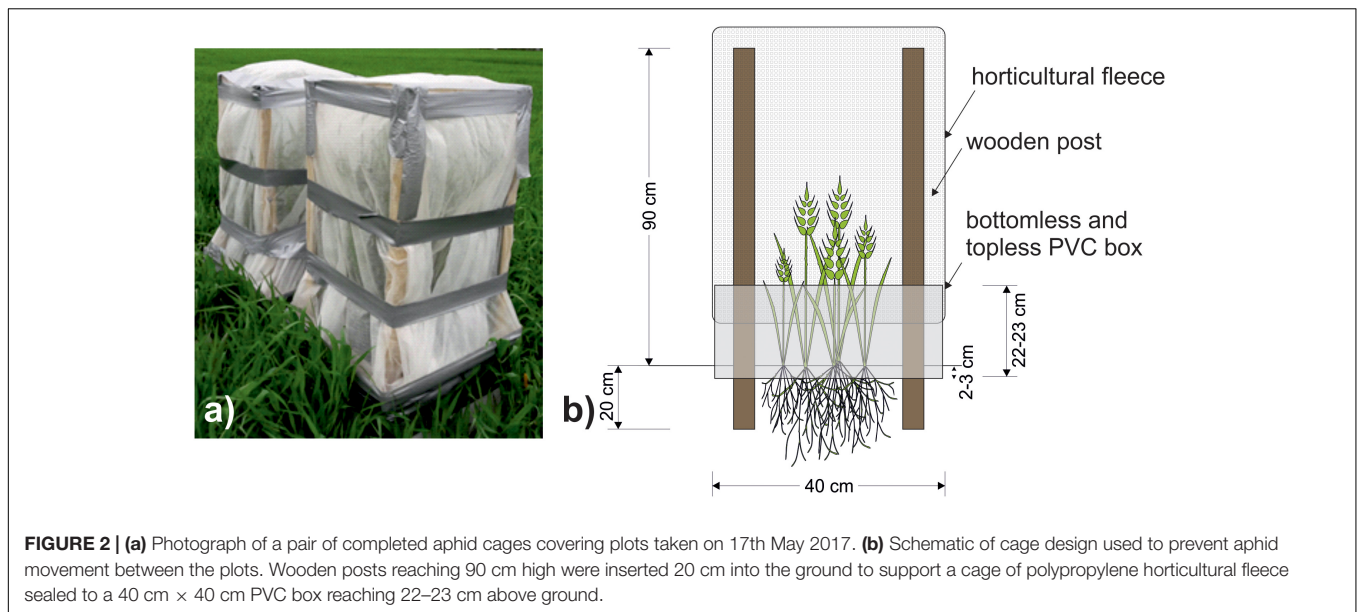 a)
b)
90 cm
20 cm
40 cm
22-23 cm
2-3 cm
horticultural fleece
wooden post
bottomless and
topless PVC box
FIGURE 2 | (a) Photograph of a pair of completed aphid cages covering plots taken on 17th May 2017. (b) Schematic of cage design used to prevent aphid
movement between the plots. Wooden posts reaching 90 cm high were inserted 20 cm into the ground to support a cage of polypropylene horticultural fleece
sealed to a 40 cm × 40 cm PVC box reaching 22–23 cm above ground.